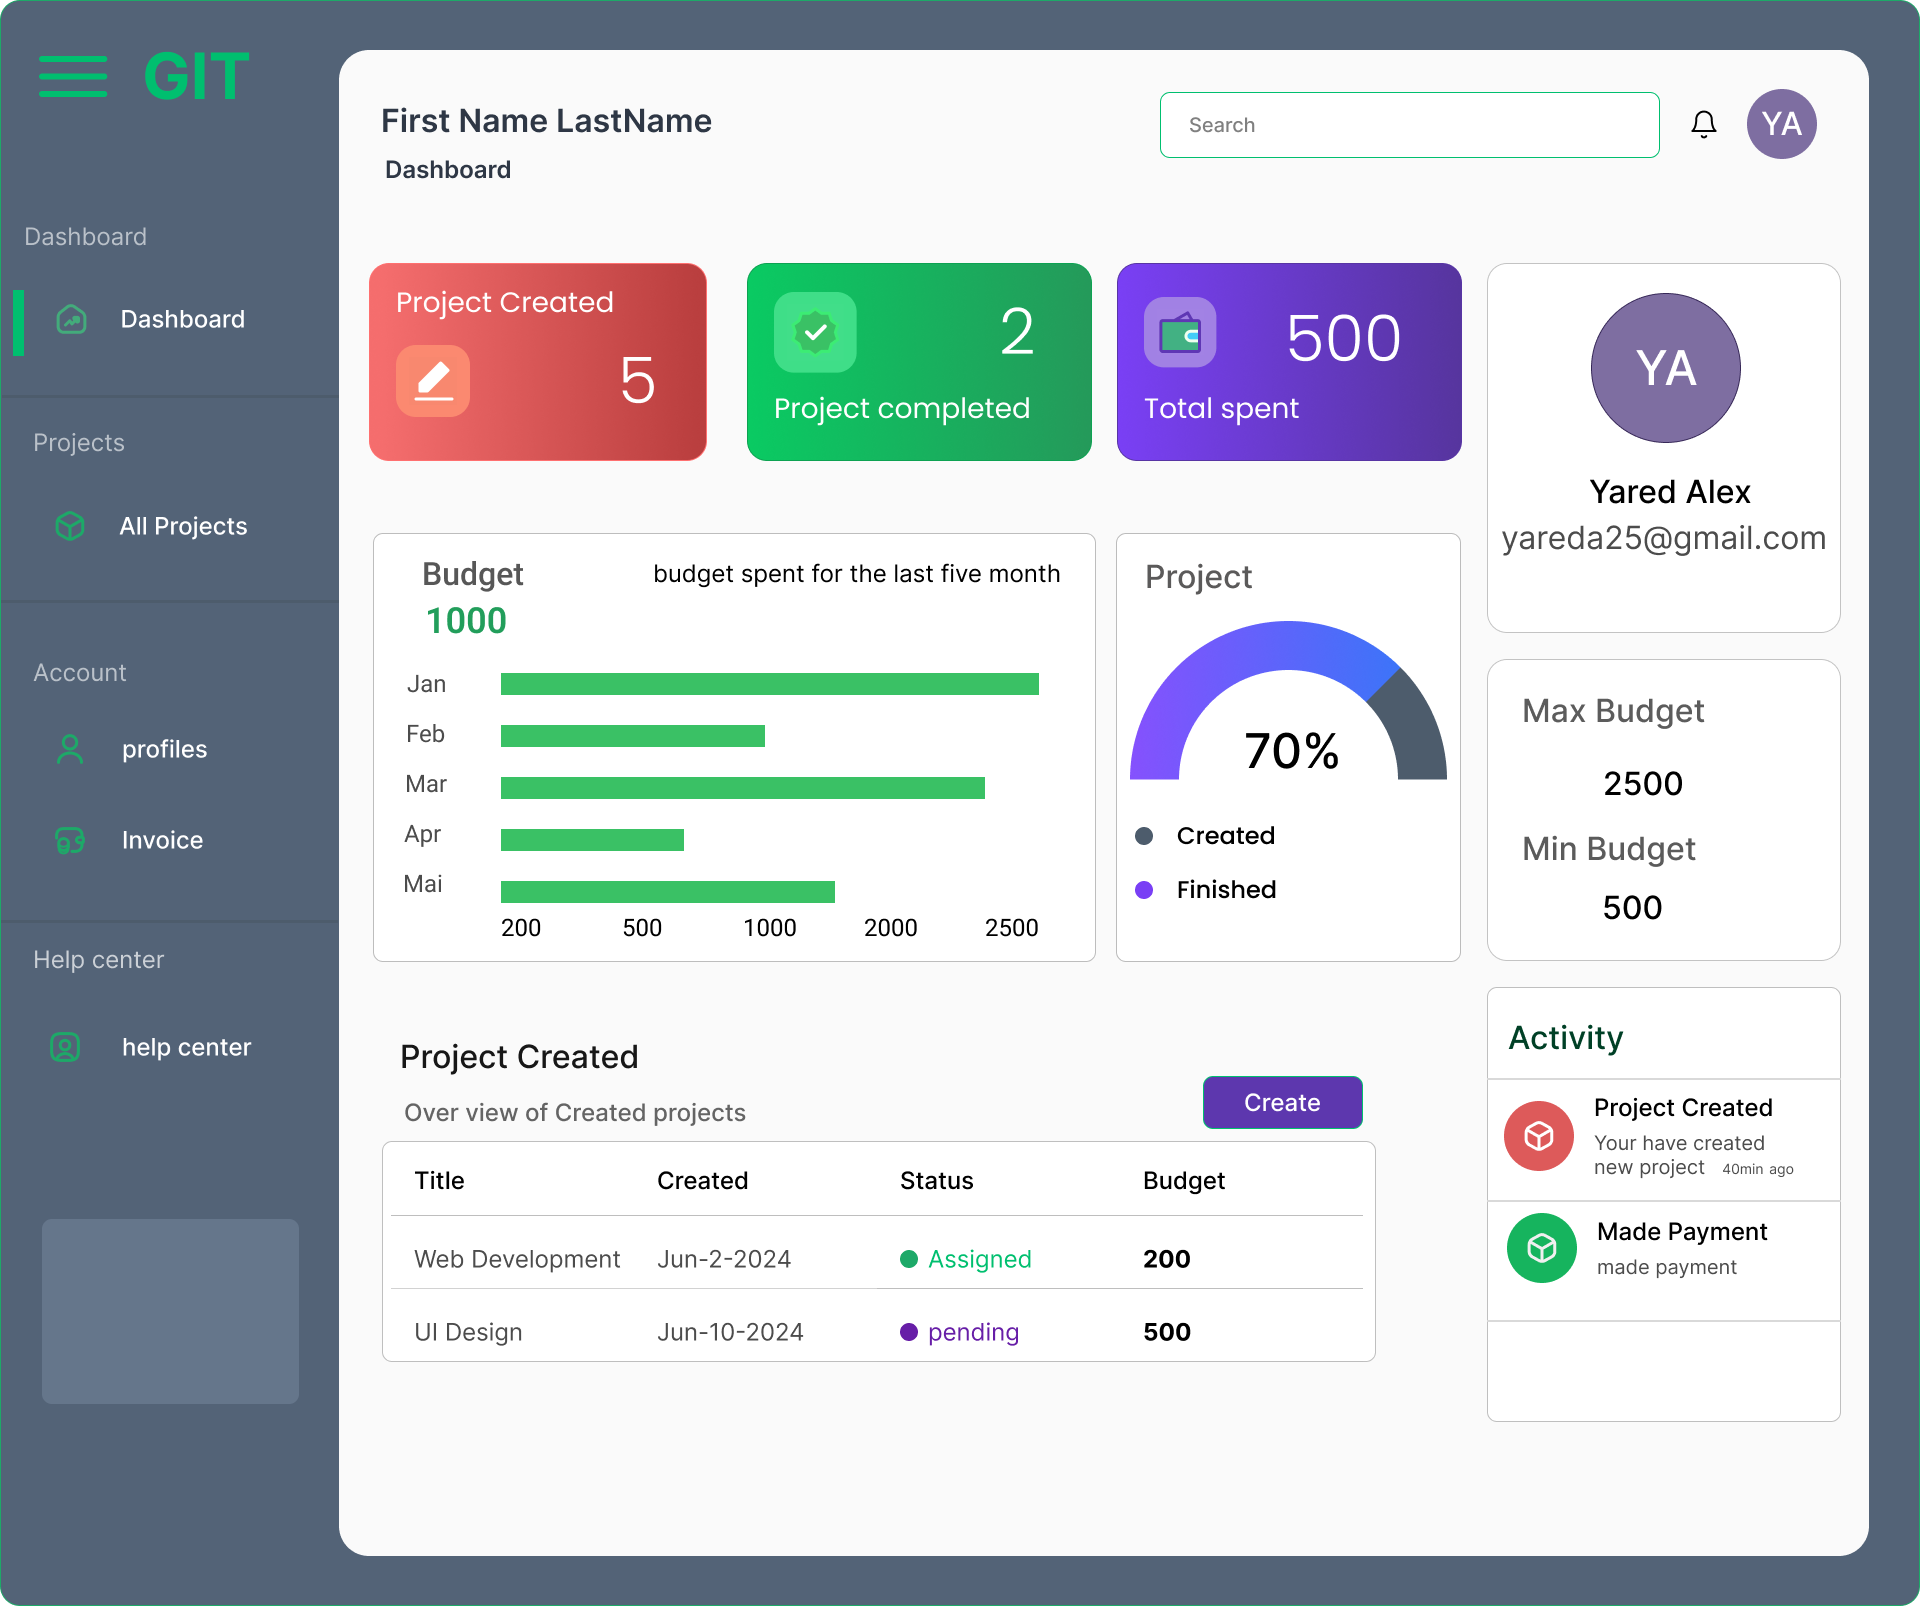 GIT
Dashboard
Dashboard
Projects
All Projects
Account
profiles
Invoice
Help center
help center
First Name LastName
Dashboard
Search
YA
Project Created
5
2
Project completed
500
Total spent
YA
Yared Alex
yareda25@gmail.com
Budget
1000
budget spent for the last five month
Jan
Feb
Mar
Apr
Mai
200 500 1000 2000 2500
Project
70%
Created
Finished
Max Budget
2500
Min Budget
500
Project Created
Over view of Created projects
Create
Title Created Status Budget
Web Development Jun-2-2024 Assigned 200
UI Design Jun-10-2024 pending 500
Activity
Project Created
Your have created
new project 40min ago
Made Payment
made payment